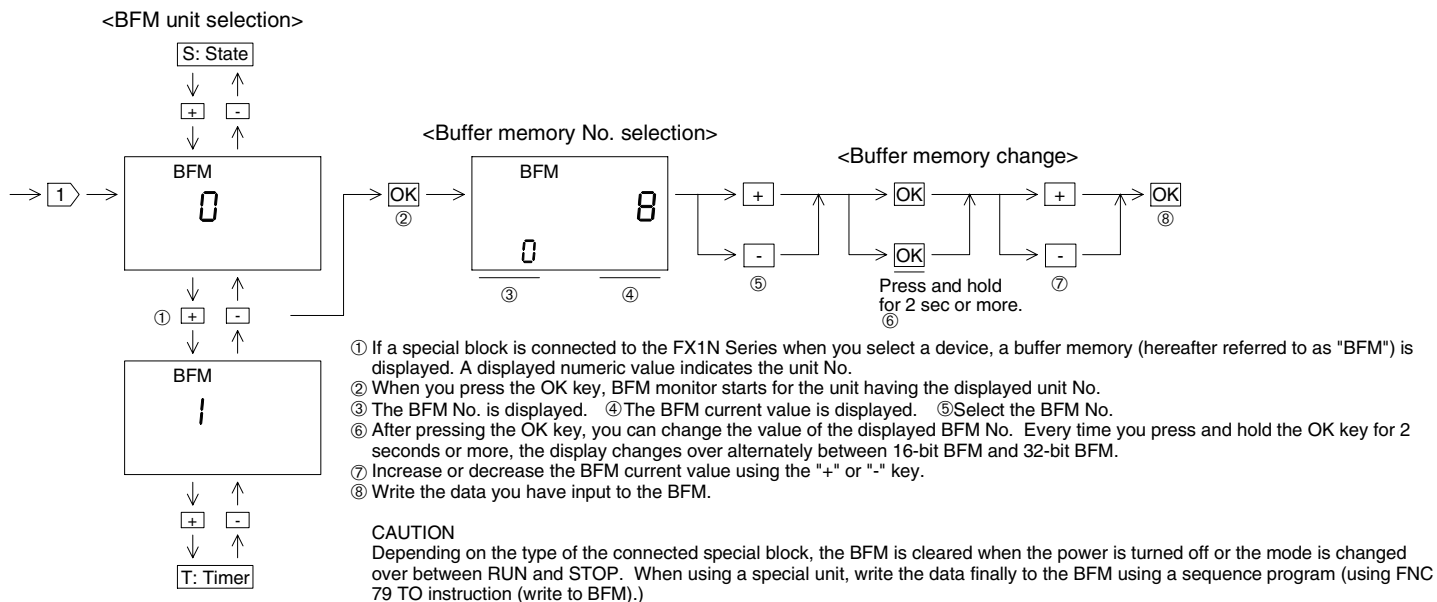 <BFM unit selection>
S: State
+ -
<Buffer memory No. selection>
<Buffer memory change>
1
BFM
0
OK
②
BFM
8
0
③ ④
+
-
⑤
OK
OK
Press and hold
for 2 sec or more.
⑥
+
-
⑦
OK
⑧
① + -
BFM
1
+ -
T: Timer
① If a special block is connected to the FX1N Series when you select a device, a buffer memory (hereafter referred to as "BFM") is
displayed. A displayed numeric value indicates the unit No.
② When you press the OK key, BFM monitor starts for the unit having the displayed unit No.
③ The BFM No. is displayed. ④The BFM current value is displayed. ⑤Select the BFM No.
⑥ After pressing the OK key, you can change the value of the displayed BFM No. Every time you press and hold the OK key for 2
seconds or more, the display changes over alternately between 16-bit BFM and 32-bit BFM.
⑦ Increase or decrease the BFM current value using the "+" or "-" key.
⑧ Write the data you have input to the BFM.
CAUTION
Depending on the type of the connected special block, the BFM is cleared when the power is turned off or the mode is changed
over between RUN and STOP. When using a special unit, write the data finally to the BFM using a sequence program (using FNC
79 TO instruction (write to BFM).)